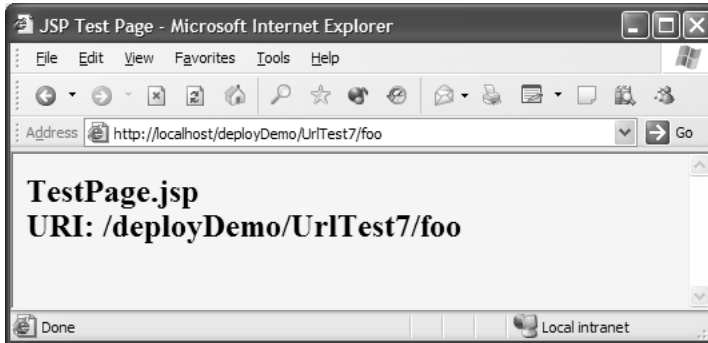 JSP Test Page - Microsoft Internet Explorer
File Edit View Favorites Tools Help
Address http://localhost/deployDemo/UrlTest7/foo Go
TestPage.jsp
URI: /deployDemo/UrlTest7/foo
Done Local intranet